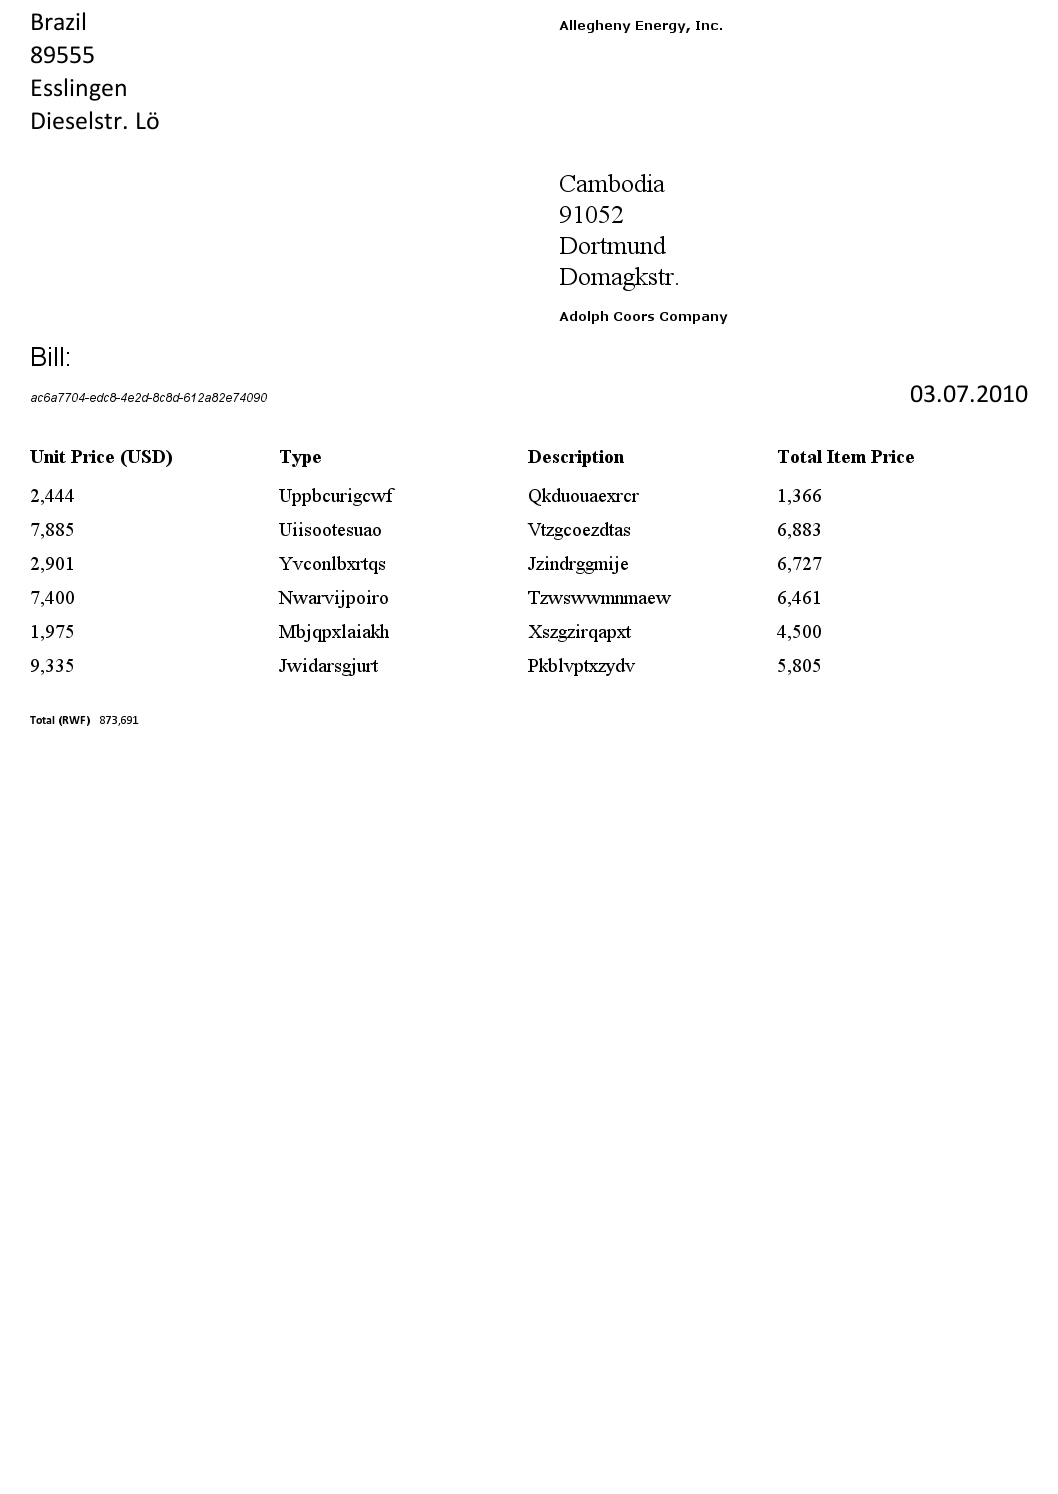 Brazil
89555
Esslingen
Dieselstr. Lö
Allegheny Energy, Inc.
Cambodia
91052
Dortmund
Domagkstr.
Adolph Coors Company
Bill:
ac6a7704-edc8-4e2d-8c8d-612a82e74090
03.07.2010
Unit Price (USD) Type Description Total Item Price
2,444 Uppbcurigcwf Qkduouaexrcr 1,366
7,885 Uiisootesuao Vtzgcoezdtas 6,883
2,901 Yvconlbxrtqs Jzindrggmije 6,727
7,400 Nwarvijpoiro Tzwswwmnmaew 6,461
1,975 Mbjqpxlaiakh Xszgzirqapxt 4,500
9,335 Jwidarsgjurt Pkblvptxzydv 5,805
Total (RWF) 873,691